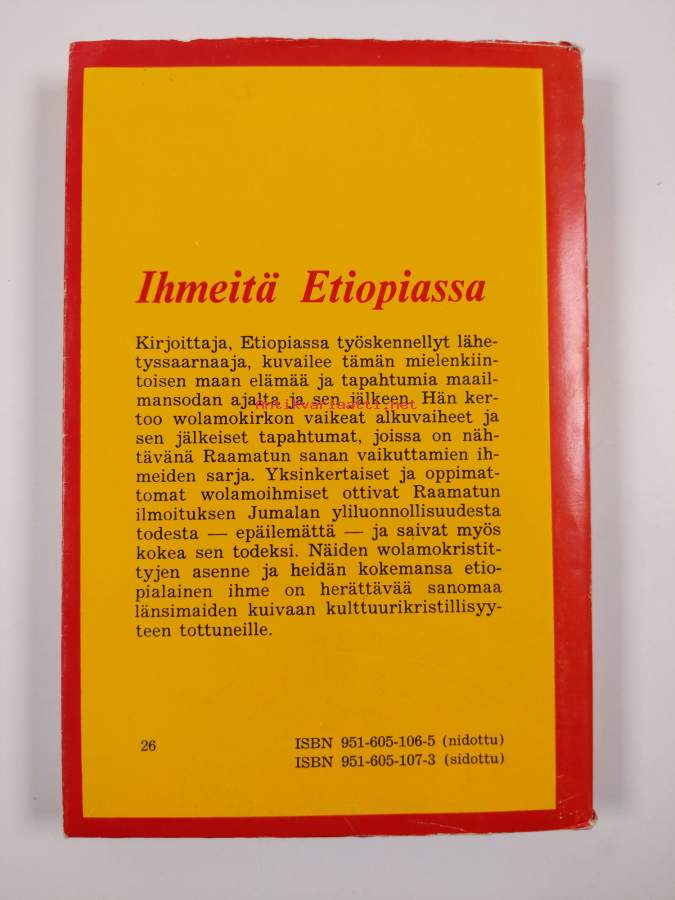 Ihmeitä Etiopiassa
Kirjoittaja, Etiopiassa työskennellyt lähe-
tyssaarnaaja, kuvailee tämän mielenkiin-
toisen maan elämää ja tapahtumia maail-
mansodan ajalta ja sen jälkeen. Hän ker-
Antikvariaatti.net
too wolamokirkon vaikeat alkuvaiheet ja
sen jälkeiset tapahtumat, joissa on näh-
tävänä Raamatun sanan vaikuttamien ih-
meiden sarja. Yksinkertaiset ja oppimat-
tomat wolamoihmiset ottivat Raamatun
ilmoituksen Jumalan yliluonnollisuudesta
todesta — epäilemättä — ja saivat myös
kokea sen todeksi. Näiden wolamokristit-
tyjen asenne ja heidän kokemansa etio-
pialainen ihme on herättävää sanomaa
länsimaiden kuivaan kulttuurikristillisyy-
teen tottuneille.
26
ISBN 951-605-106-5 (nidottu)
ISBN 951-605-107-3 (sidottu)